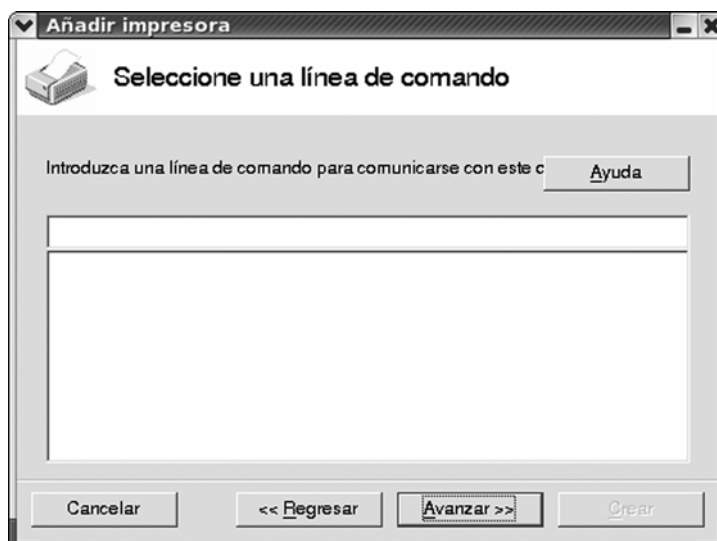 Añadir impresora
Seleccione una línea de comando
Introduzca una línea de comando para comunicarse con este c
Ayuda
Cancelar
<< Regresar
Avanzar >>
Crear